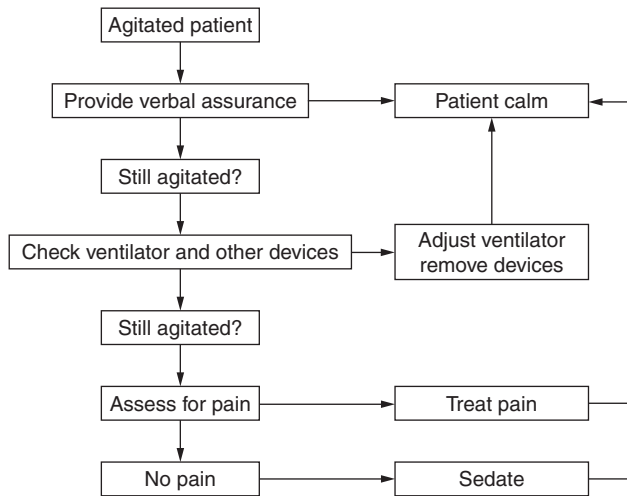 Agitated patient
Provide verbal assurance
Patient calm
Still agitated?
Check ventilator and other devices
Adjust ventilator
remove devices
Still agitated?
Assess for pain
Treat pain
No pain
Sedate